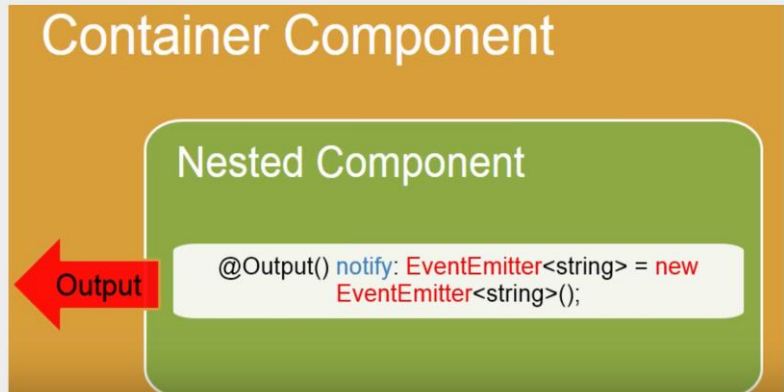 Container Component
Nested Component
@Output() notify: EventEmitter<string> = new
EventEmitter<string>();
Output